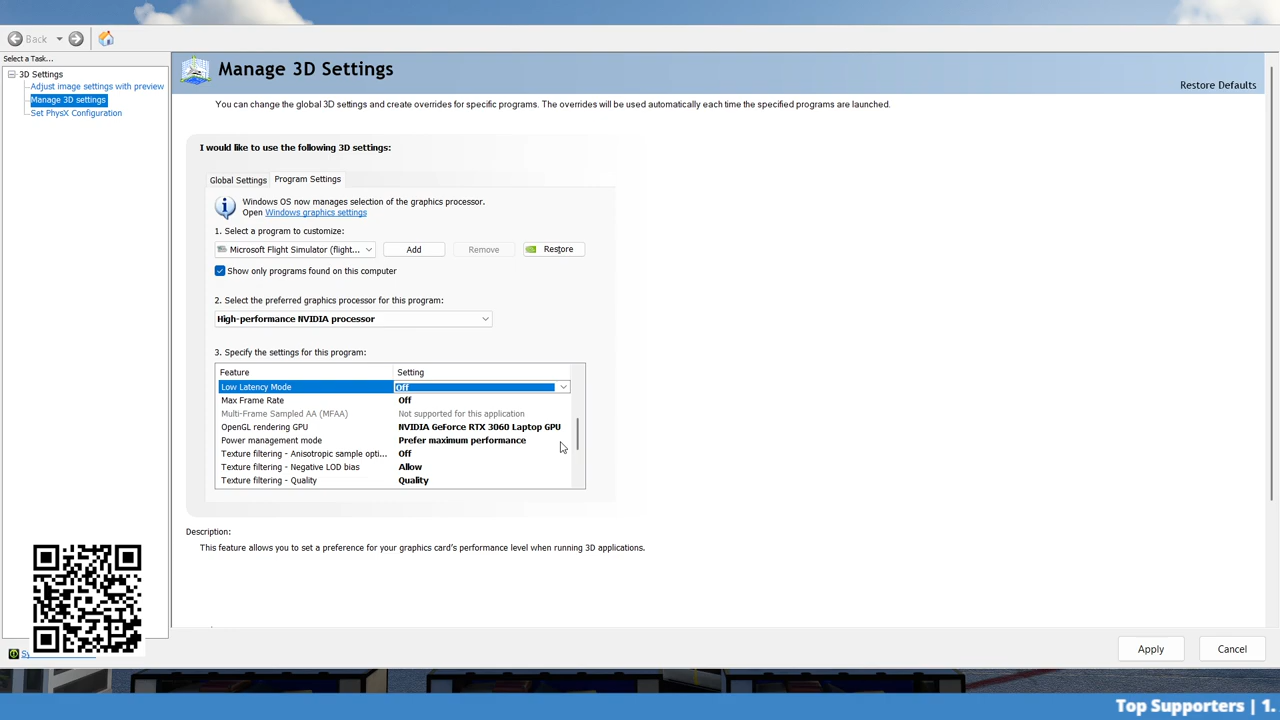 Back
Select a Task...
3D Settings
Adjust image settings with preview
Manage 3D settings
Set PhysX Configuration
Manage 3D Settings
Restore Defaults
You can change the global 3D settings and create overrides for specific programs. The overrides will be used automatically each time the specified programs are launched.
I would like to use the following 3D settings:
Global Settings
Program Settings
Windows OS now manages selection of the graphics processor.
Open Windows graphics settings
1. Select a program to customize:
Microsoft Flight Simulator (flight...
Add
Remove
Restore
Show only programs found on this computer
2. Select the preferred graphics processor for this program:
High-performance NVIDIA processor
3. Specify the settings for this program:
Feature Setting
Low Latency Mode Off
Max Frame Rate Off
Multi-Frame Sampled AA (MFAA) Not supported for this application
OpenGL rendering GPU NVIDIA GeForce RTX 3060 Laptop GPU
Power management mode Prefer maximum performance
Texture filtering - Anisotropic sample opti... Off
Texture filtering - Negative LOD bias Allow
Texture filtering - Quality Quality
Description:
This feature allows you to set a preference for your graphics card's performance level when running 3D applications.
Apply
Cancel
Top Supporters | 1.